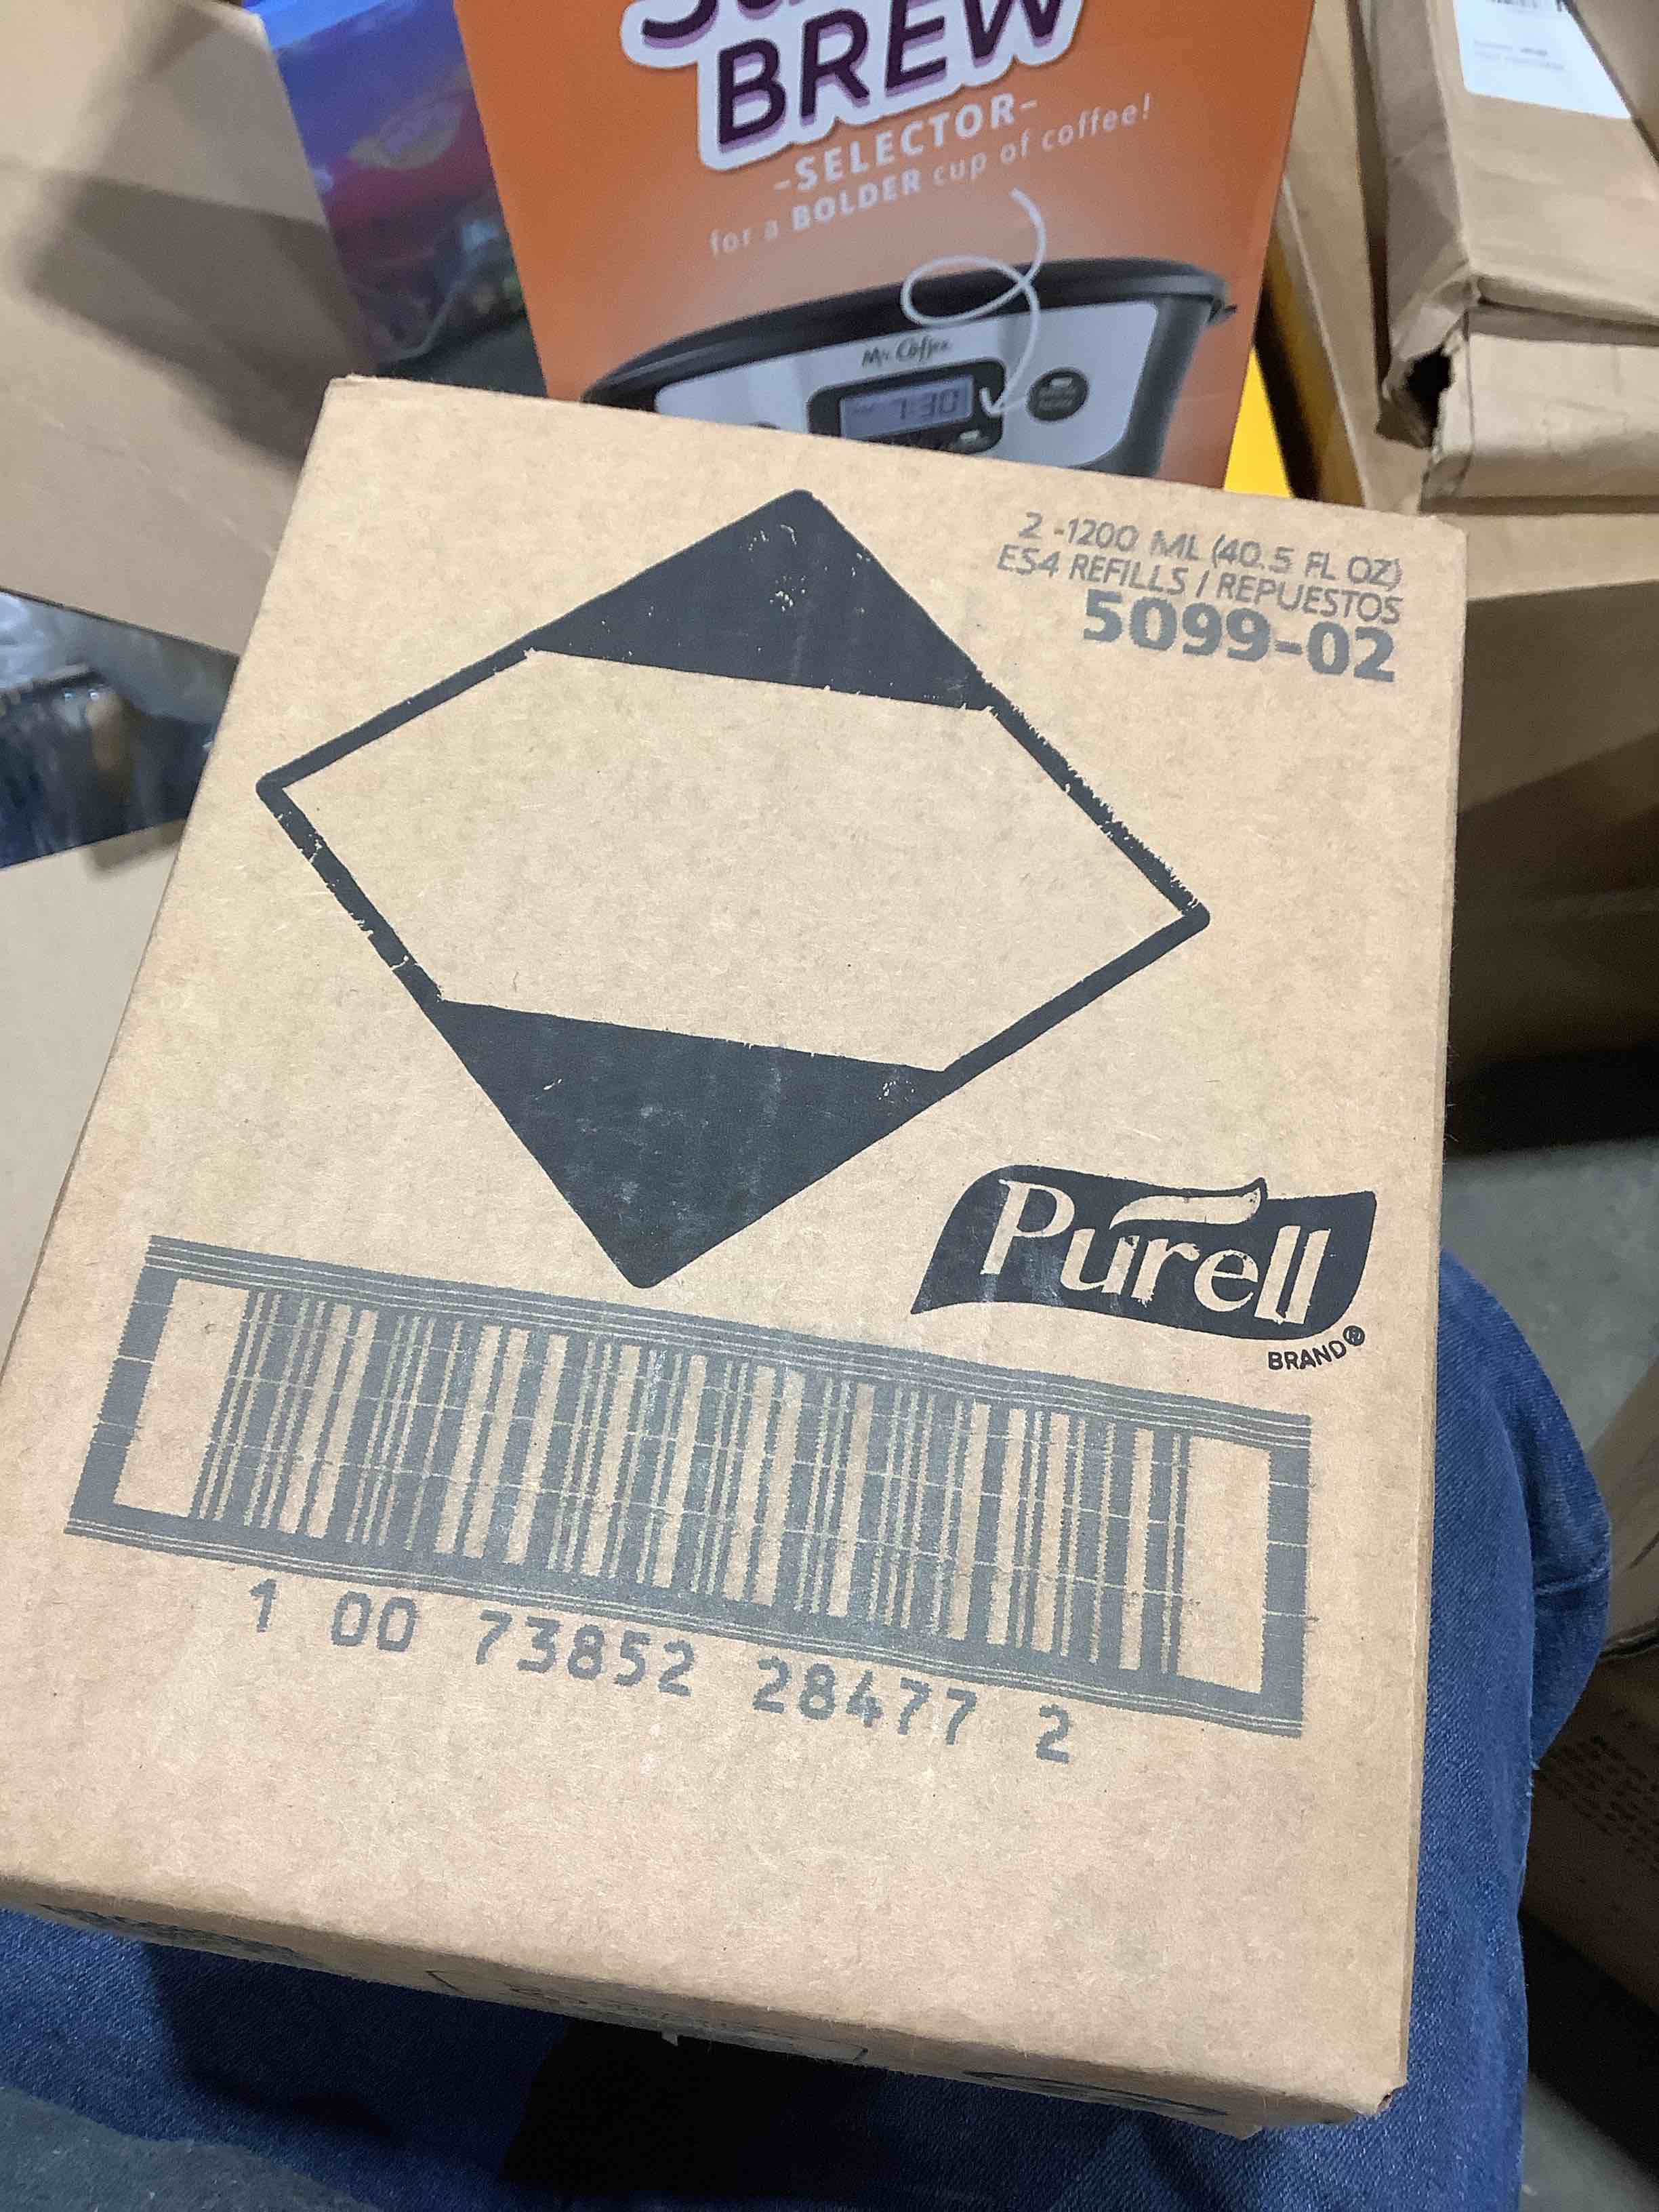 BREW
-SELECTOR-
for a BOLDER cup of coffee!
Mr. Coffee
7:30
2 -1200 ML (40.5 FL OZ)
ES4 REFILLS / REPUESTOS
5099-02
Purell
BRAND®
1 00 73852 28477 2